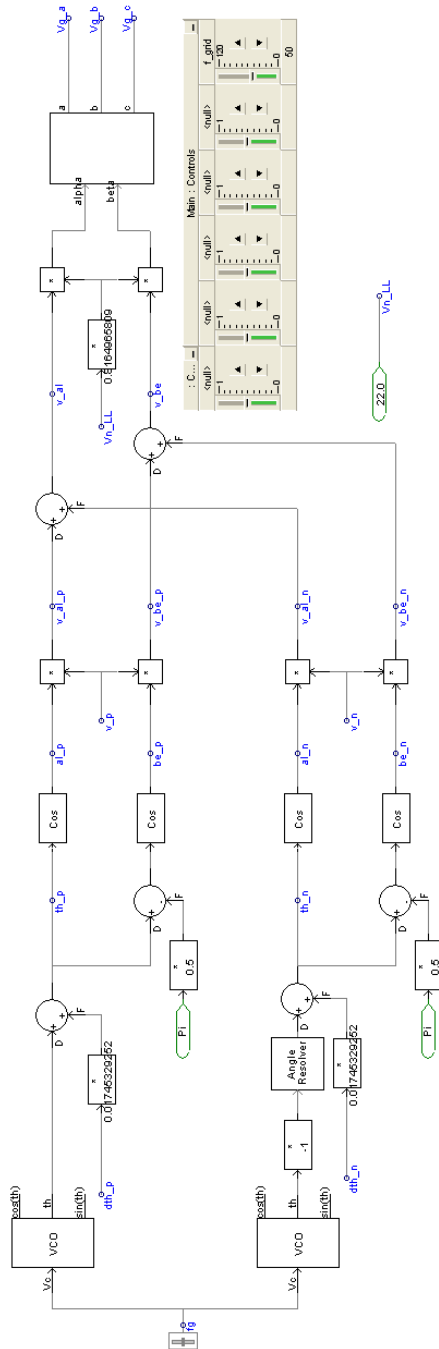 fg
Vc
VCO
cos(th)
th
sin(th)
dth_p
*
0.01745329252
D
+
+
F
Pi
*
0.5
D
+
-
F
th_p
Cos
Cos
al_p
be_p
*
*
v_p
v_al_p
v_be_p
D
+
+
F
D
+
+
F
v_al
v_be
Vn_LL
*
0.8164965809
*
*
alpha
beta
a
b
c
Vg_a
Vg_b
Vg_c
Vc
VCO
cos(th)
th
sin(th)
*
-1
Angle
Resolver
dth_n
*
0.01745329252
D
+
+
F
Pi
*
0.5
D
+
-
F
th_n
Cos
Cos
al_n
be_n
*
*
v_n
v_al_n
v_be_n
22.0
Vn_LL
: C...
Main : Controls
<null>
<null>
<null>
<null>
<null>
f_grid
1
1
1
1
1
120
0
0
0
0
0
0
50